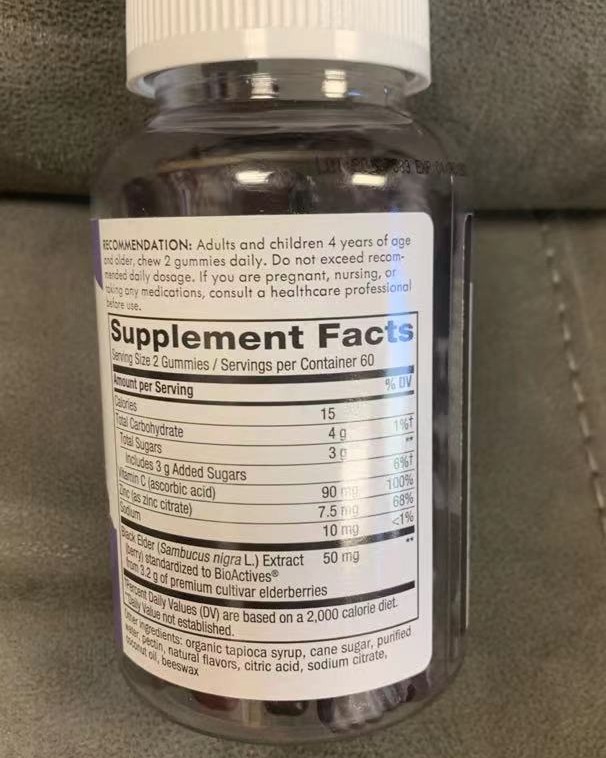 RECOMMENDATION: Adults and children 4 years of age
and older, chew 2 gummies daily. Do not exceed recom-
mended daily dosage. If you are pregnant, nursing, or
taking any medications, consult a healthcare professional
before use.
Supplement Facts
Serving Size 2 Gummies / Servings per Container 60
Amount per Serving % DV
Calories 15
Total Carbohydrate 4 g 1%†
Total Sugars 3 g **
Includes 3 g Added Sugars 6%†
Vitamin C (ascorbic acid) 90 mg 100%
Zinc (as zinc citrate) 7.5 mg 68%
Sodium 10 mg <1%
Black Elder (Sambucus nigra L.) Extract 50 mg **
(berry) standardized to BioActives®
from 3.2 g of premium cultivar elderberries
Percent Daily Values (DV) are based on a 2,000 calorie diet.
Daily Value not established.
Other ingredients: organic tapioca syrup, cane sugar, purified
water, pectin, natural flavors, citric acid, sodium citrate,
coconut oil, beeswax